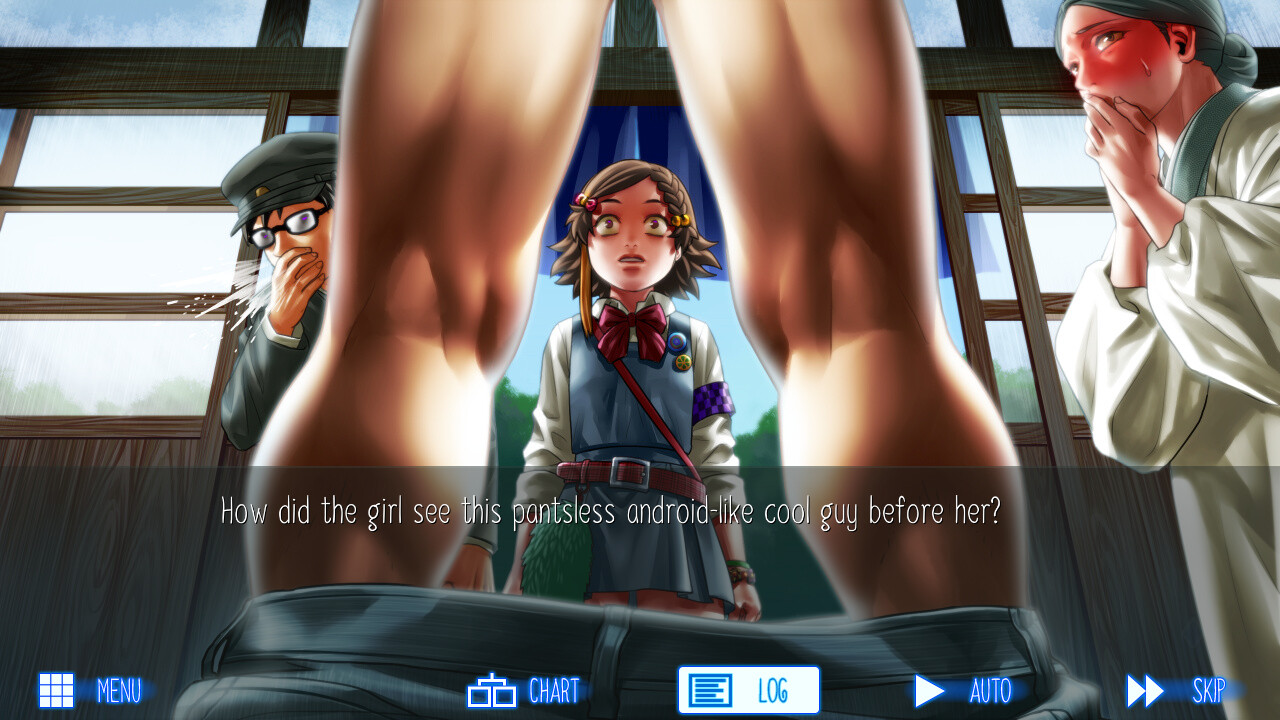 How did the girl see this pantsless android-like cool guy before her?
MENU
CHART
LOG
AUTO
SKIP